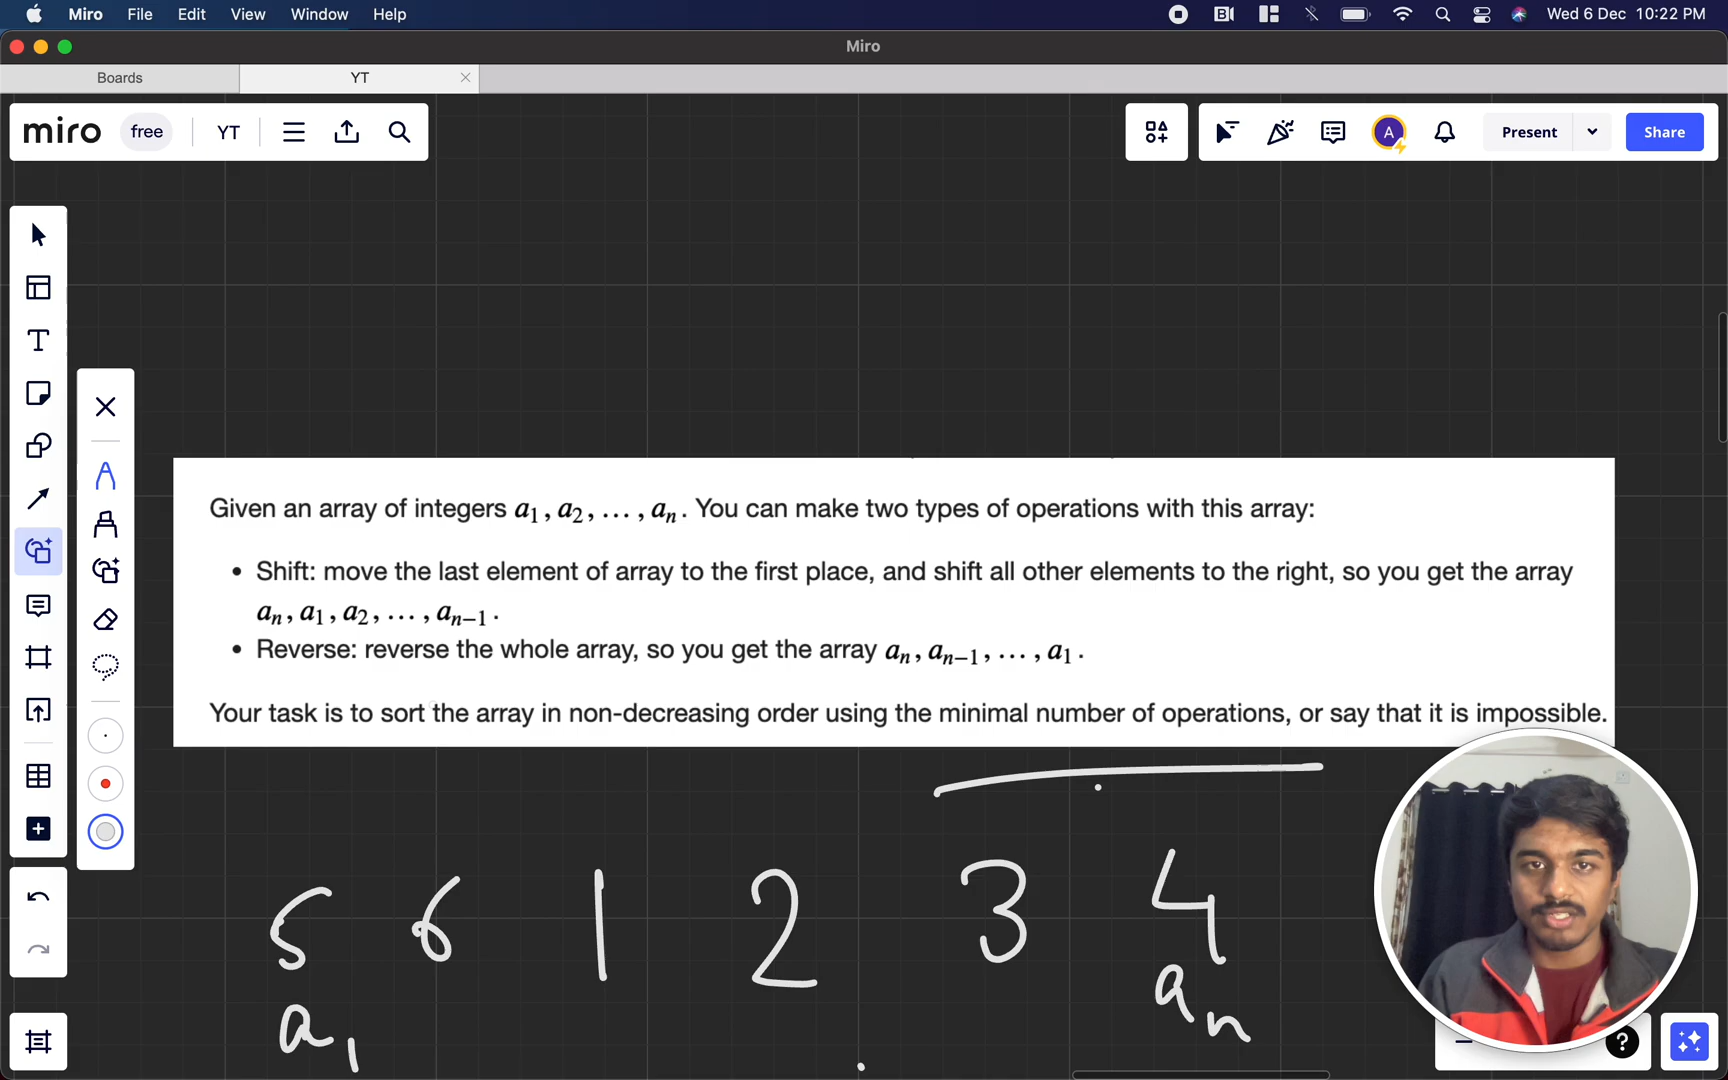 Miro File Edit View Window Help Wed 6 Dec 10:22 PM
Miro
Boards YT
miro free YT Present Share
A
Given an array of integers a₁, a₂, …, aₙ. You can make two types of operations with this array:
• Shift: move the last element of array to the first place, and shift all other elements to the right, so you get the array
aₙ, a₁, a₂, …, aₙ₋₁.
• Reverse: reverse the whole array, so you get the array aₙ, aₙ₋₁, …, a₁.
Your task is to sort the array in non-decreasing order using the minimal number of operations, or say that it is impossible.
5 6 1 2 3 4
a₁ aₙ
?